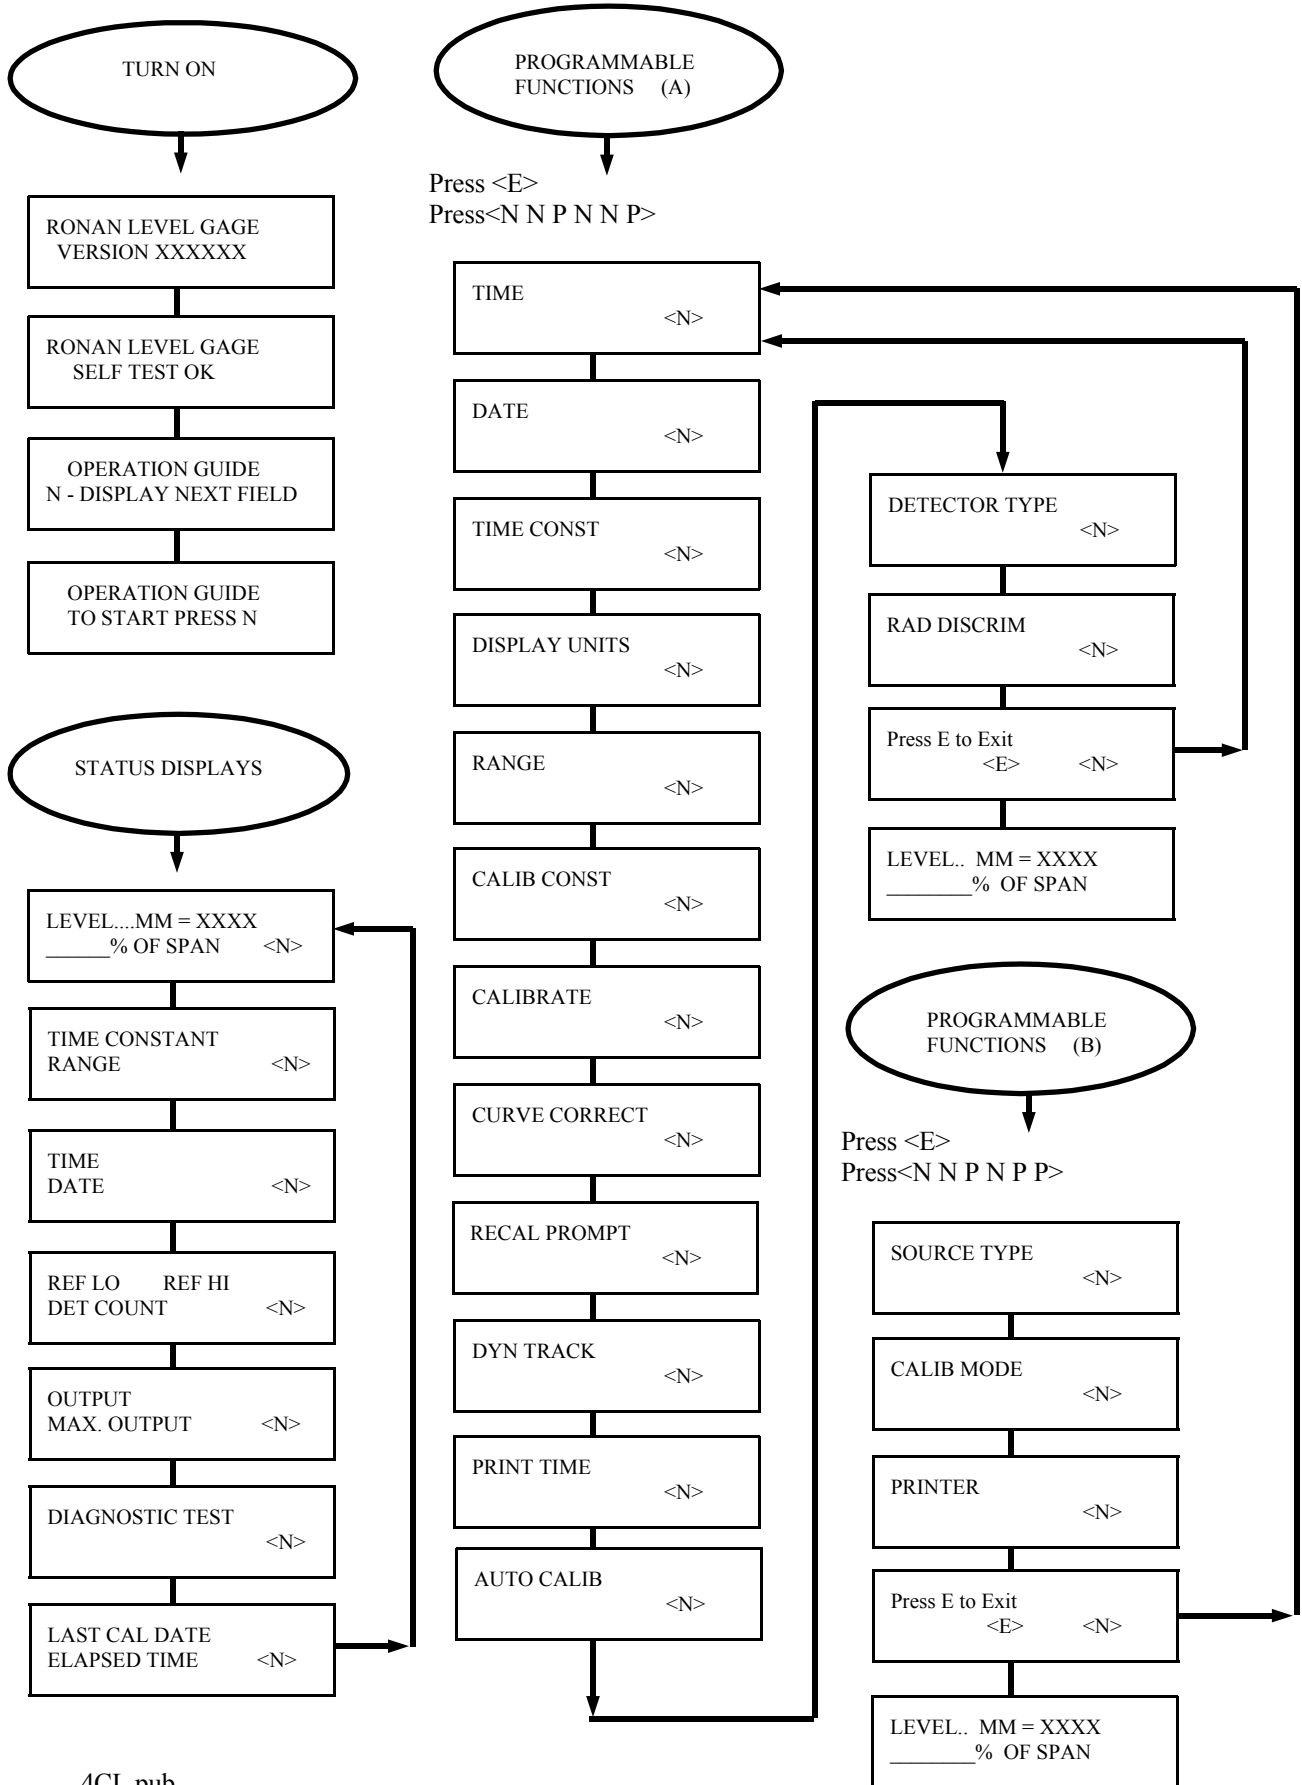 TURN ON
RONAN LEVEL GAGE
VERSION XXXXXX
RONAN LEVEL GAGE
SELF TEST OK
OPERATION GUIDE
N - DISPLAY NEXT FIELD
OPERATION GUIDE
TO START PRESS N
STATUS DISPLAYS
LEVEL....MM = XXXX
______% OF SPAN <N>
TIME CONSTANT
RANGE <N>
TIME
DATE <N>
REF LO REF HI
DET COUNT <N>
OUTPUT
MAX. OUTPUT <N>
DIAGNOSTIC TEST
<N>
LAST CAL DATE
ELAPSED TIME <N>
PROGRAMMABLE
FUNCTIONS (A)
Press <E>
Press<N N P N N P>
TIME
<N>
DATE
<N>
TIME CONST
<N>
DISPLAY UNITS
<N>
RANGE
<N>
CALIB CONST
<N>
CALIBRATE
<N>
CURVE CORRECT
<N>
RECAL PROMPT
<N>
DYN TRACK
<N>
PRINT TIME
<N>
AUTO CALIB
<N>
DETECTOR TYPE
<N>
RAD DISCRIM
<N>
Press E to Exit
<E> <N>
LEVEL.. MM = XXXX
________% OF SPAN
PROGRAMMABLE
FUNCTIONS (B)
Press <E>
Press<N N P N P P>
SOURCE TYPE
<N>
CALIB MODE
<N>
PRINTER
<N>
Press E to Exit
<E> <N>
LEVEL.. MM = XXXX
________% OF SPAN